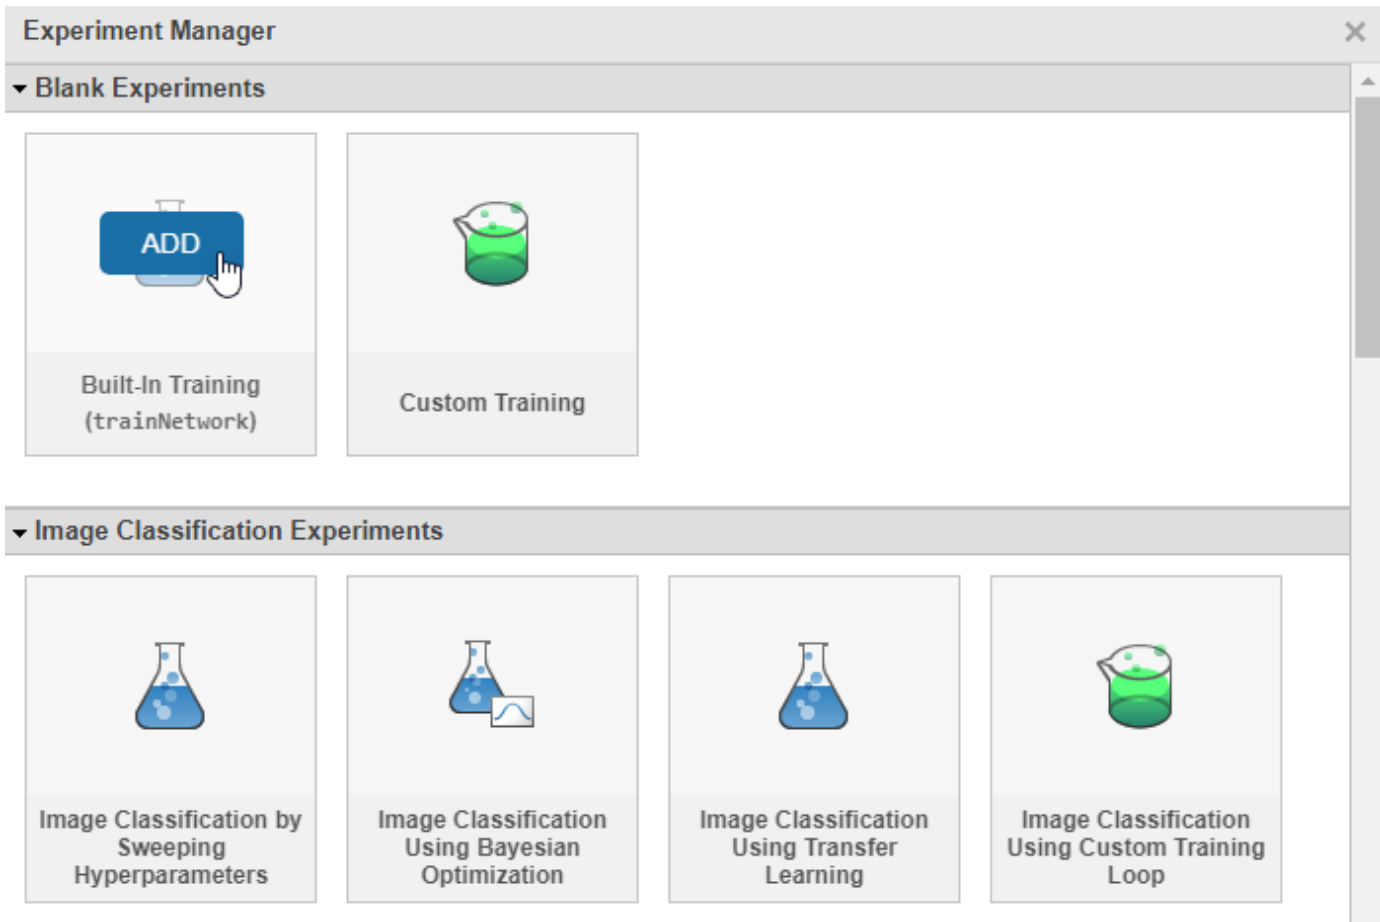 Experiment Manager
Blank Experiments
ADD
Built-In Training
(trainNetwork)
Custom Training
Image Classification Experiments
Image Classification by
Sweeping
Hyperparameters
Image Classification
Using Bayesian
Optimization
Image Classification
Using Transfer
Learning
Image Classification
Using Custom Training
Loop